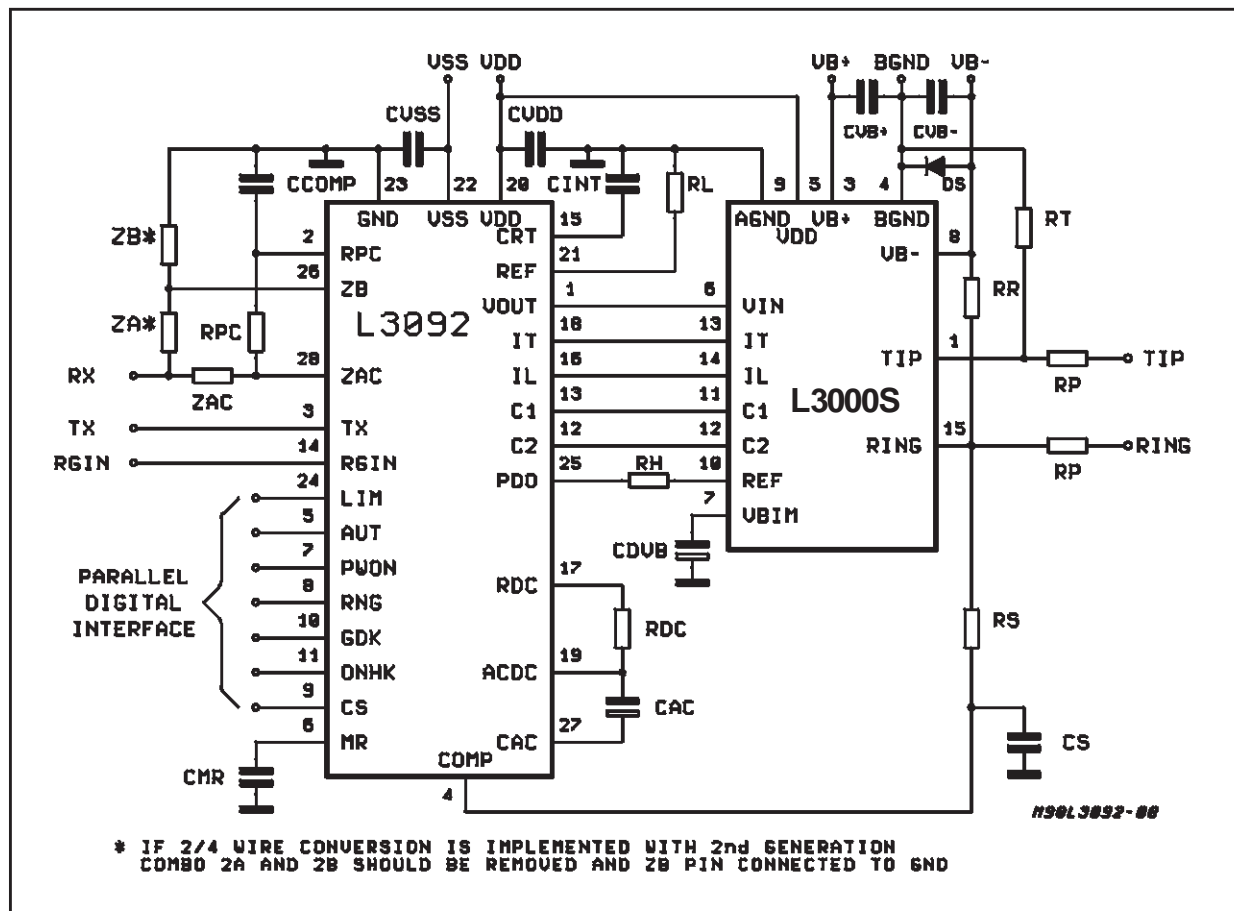 VSS VDD VB+ BGND VB-
CVSS CVDD CVB+ CVB-
CCOMP 23 22 20 CINT RL 9 5 3 4 DS
GND VSS VDD 15 AGND VDD VB+ BGND RT
ZB* 2 RPC CRT VB- 8
26 ZB 21 REF
ZA* RPC L3092 VOUT 1 6 VIN RR
IT 18 13 IT
RX 28 ZAC IL 16 14 IL TIP 1 TIP
ZAC RP
C1 13 11 C1 L3000S
TX 3 TX C2 12 12 C2 RING 15 RING
RGIN 14 RGIN PDO 25 RH 10 REF RP
24 LIM 7 VBIM
5 AUT CDVB
7 PWON RDC 17
PARALLEL
DIGITAL
INTERFACE
8 RNG RDC RS
10 GDK
11 ONHK ACDC 19
9 CS CAC
6 MR CAC 27
CMR COMP 4 CS
M90L3092-08
* IF 2/4 WIRE CONVERSION IS IMPLEMENTED WITH 2nd GENERATION
COMBO 2A AND 2B SHOULD BE REMOVED AND ZB PIN CONNECTED TO GND